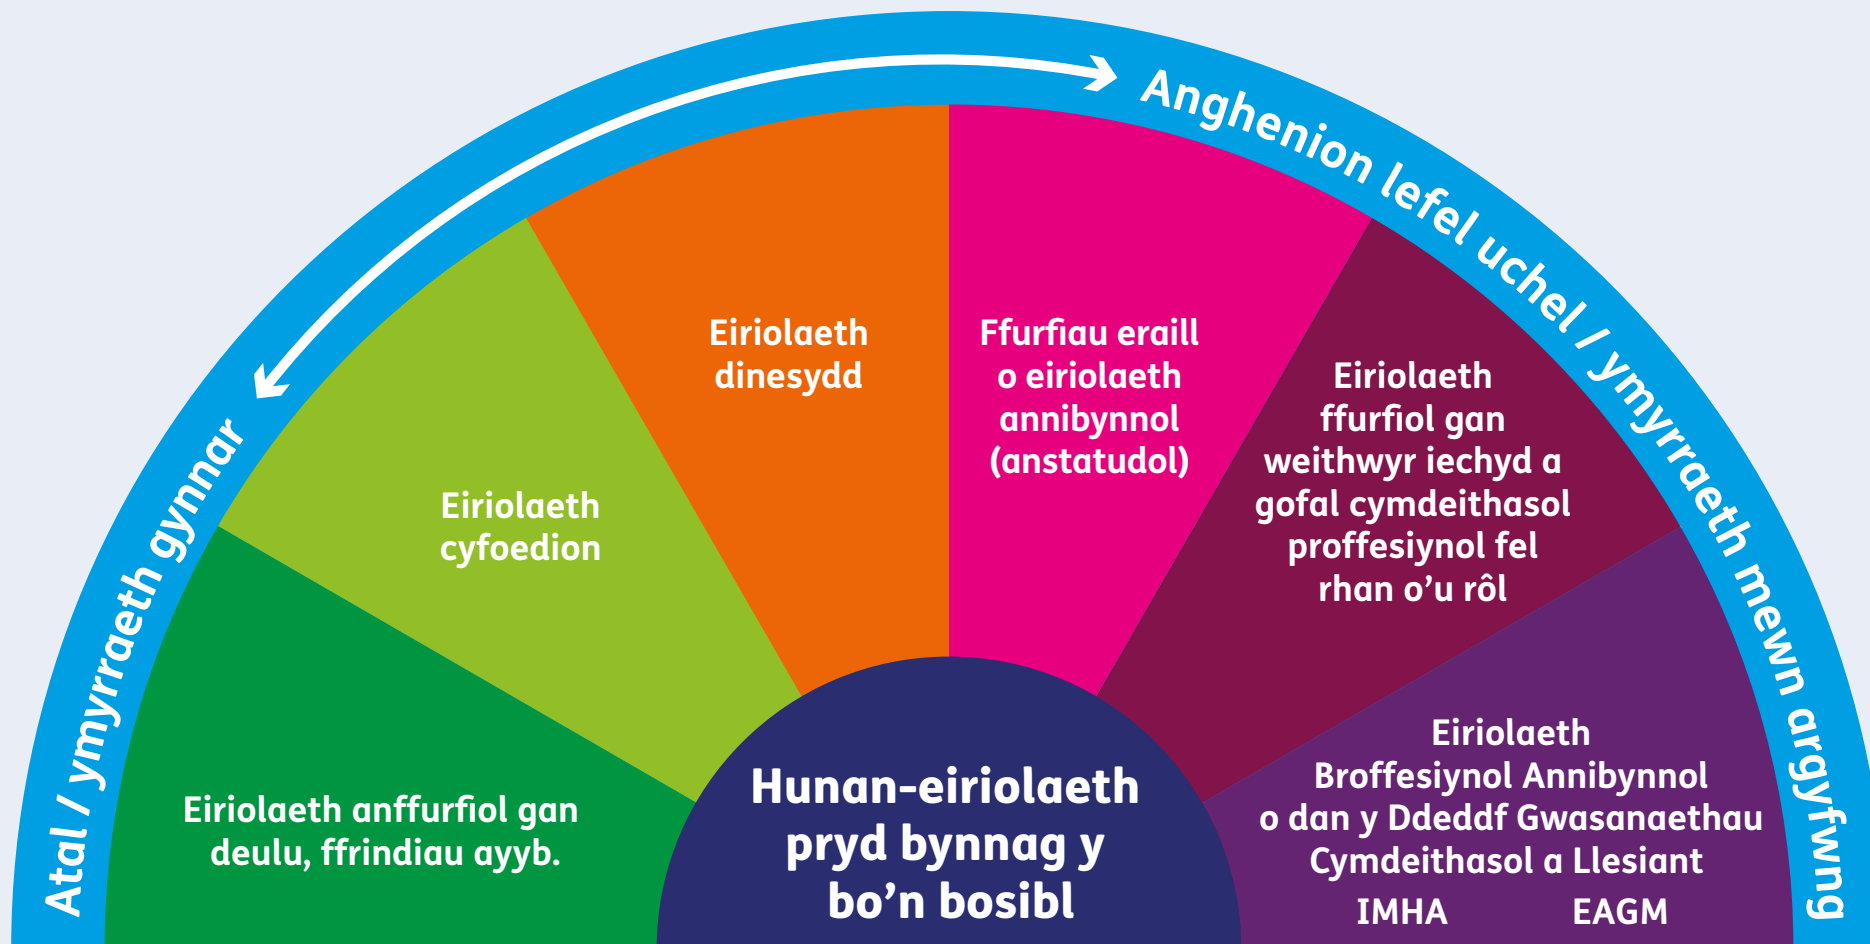 Atal / ymyrraeth gynnar
Anghenion lefel uchel / ymyrraeth mewn argyfwng
Eiriolaeth anffurfiol gan
deulu, ffrindiau ayyb.
Eiriolaeth
cyfoedion
Eiriolaeth
dinesydd
Ffurfiau eraill
o eiriolaeth
annibynnol
(anstatudol)
Eiriolaeth
ffurfiol gan
weithwyr iechyd a
gofal cymdeithasol
proffesiynol fel
rhan o’u rôl
Eiriolaeth
Broffesiynol Annibynnol
o dan y Ddeddf Gwasanaethau
Cymdeithasol a Llesiant
IMHA EAGM
Hunan-eiriolaeth
pryd bynnag y
bo’n bosibl